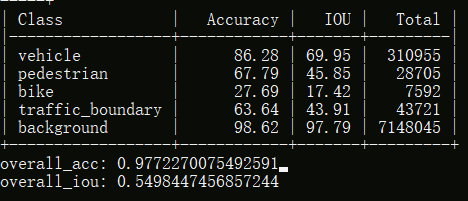 | Class | Accuracy | IOU | Total |
| vehicle | 86.28 | 69.95 | 310955 |
| pedestrian | 67.79 | 45.85 | 28705 |
| bike | 27.69 | 17.42 | 7592 |
| traffic_boundary | 63.64 | 43.91 | 43721 |
| background | 98.62 | 97.79 | 7148045 |
overall_acc: 0.9772270075492591
overall_iou: 0.5498447456857244